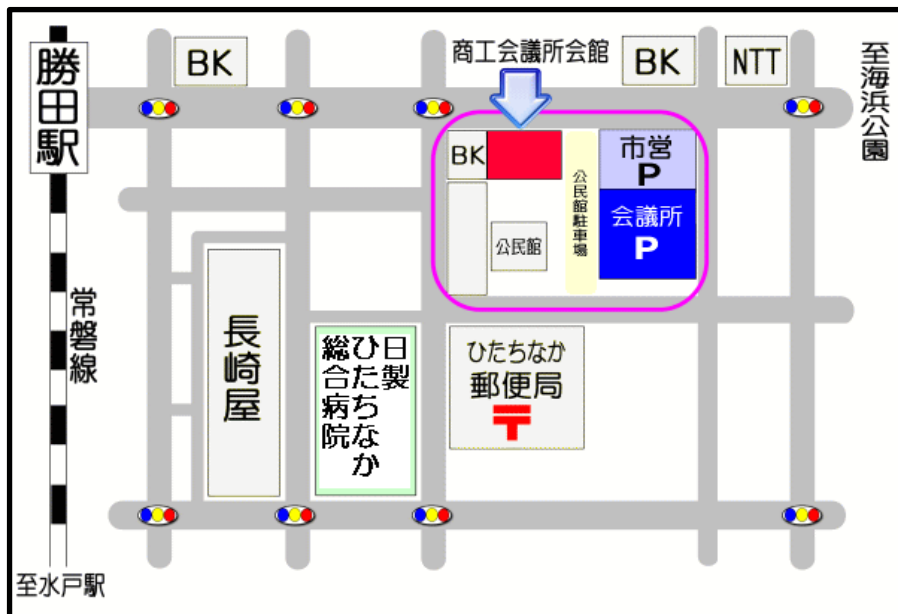 勝田駅
BK
商工会議所会館
BK
NTT
至海浜公園
BK
市営
P
公民館駐車場
会議所
P
公民館
常磐線
長崎屋
日製
ひたちなか
総合病院
ひたちなか
郵便局
〒
至水戸駅